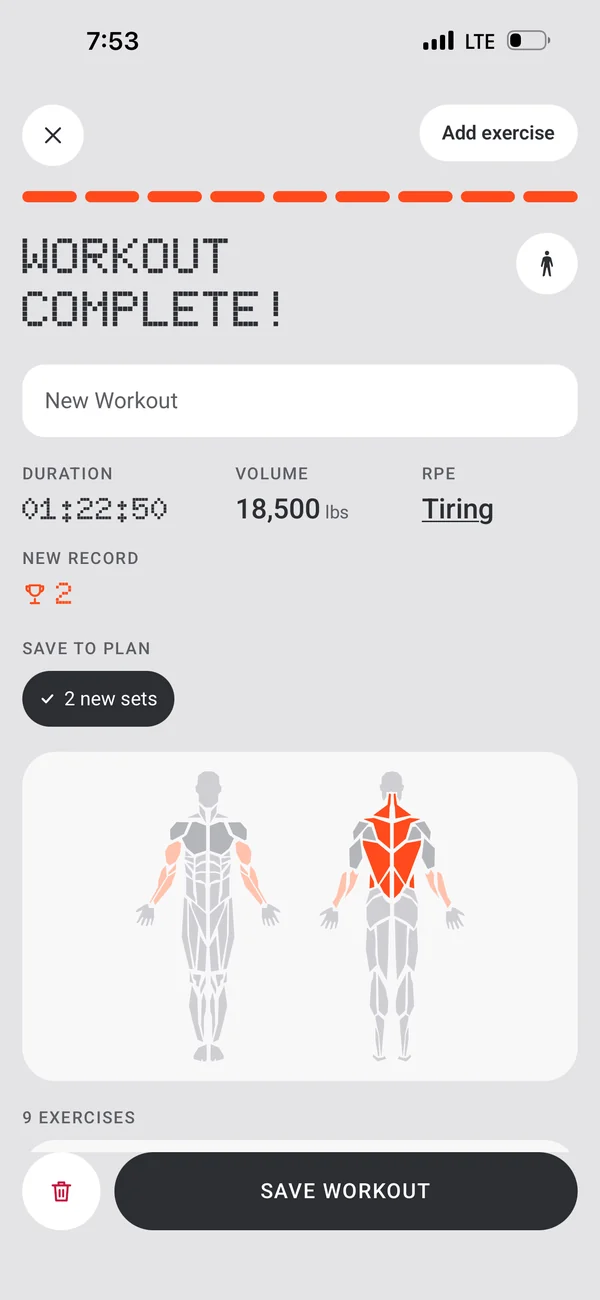 7:53
LTE
Add exercise
WORKOUT
COMPLETE!
New Workout
DURATION
VOLUME
RPE
01:22:50
18,500 lbs
Tiring
NEW RECORD
2
SAVE TO PLAN
2 new sets
9 EXERCISES
SAVE WORKOUT